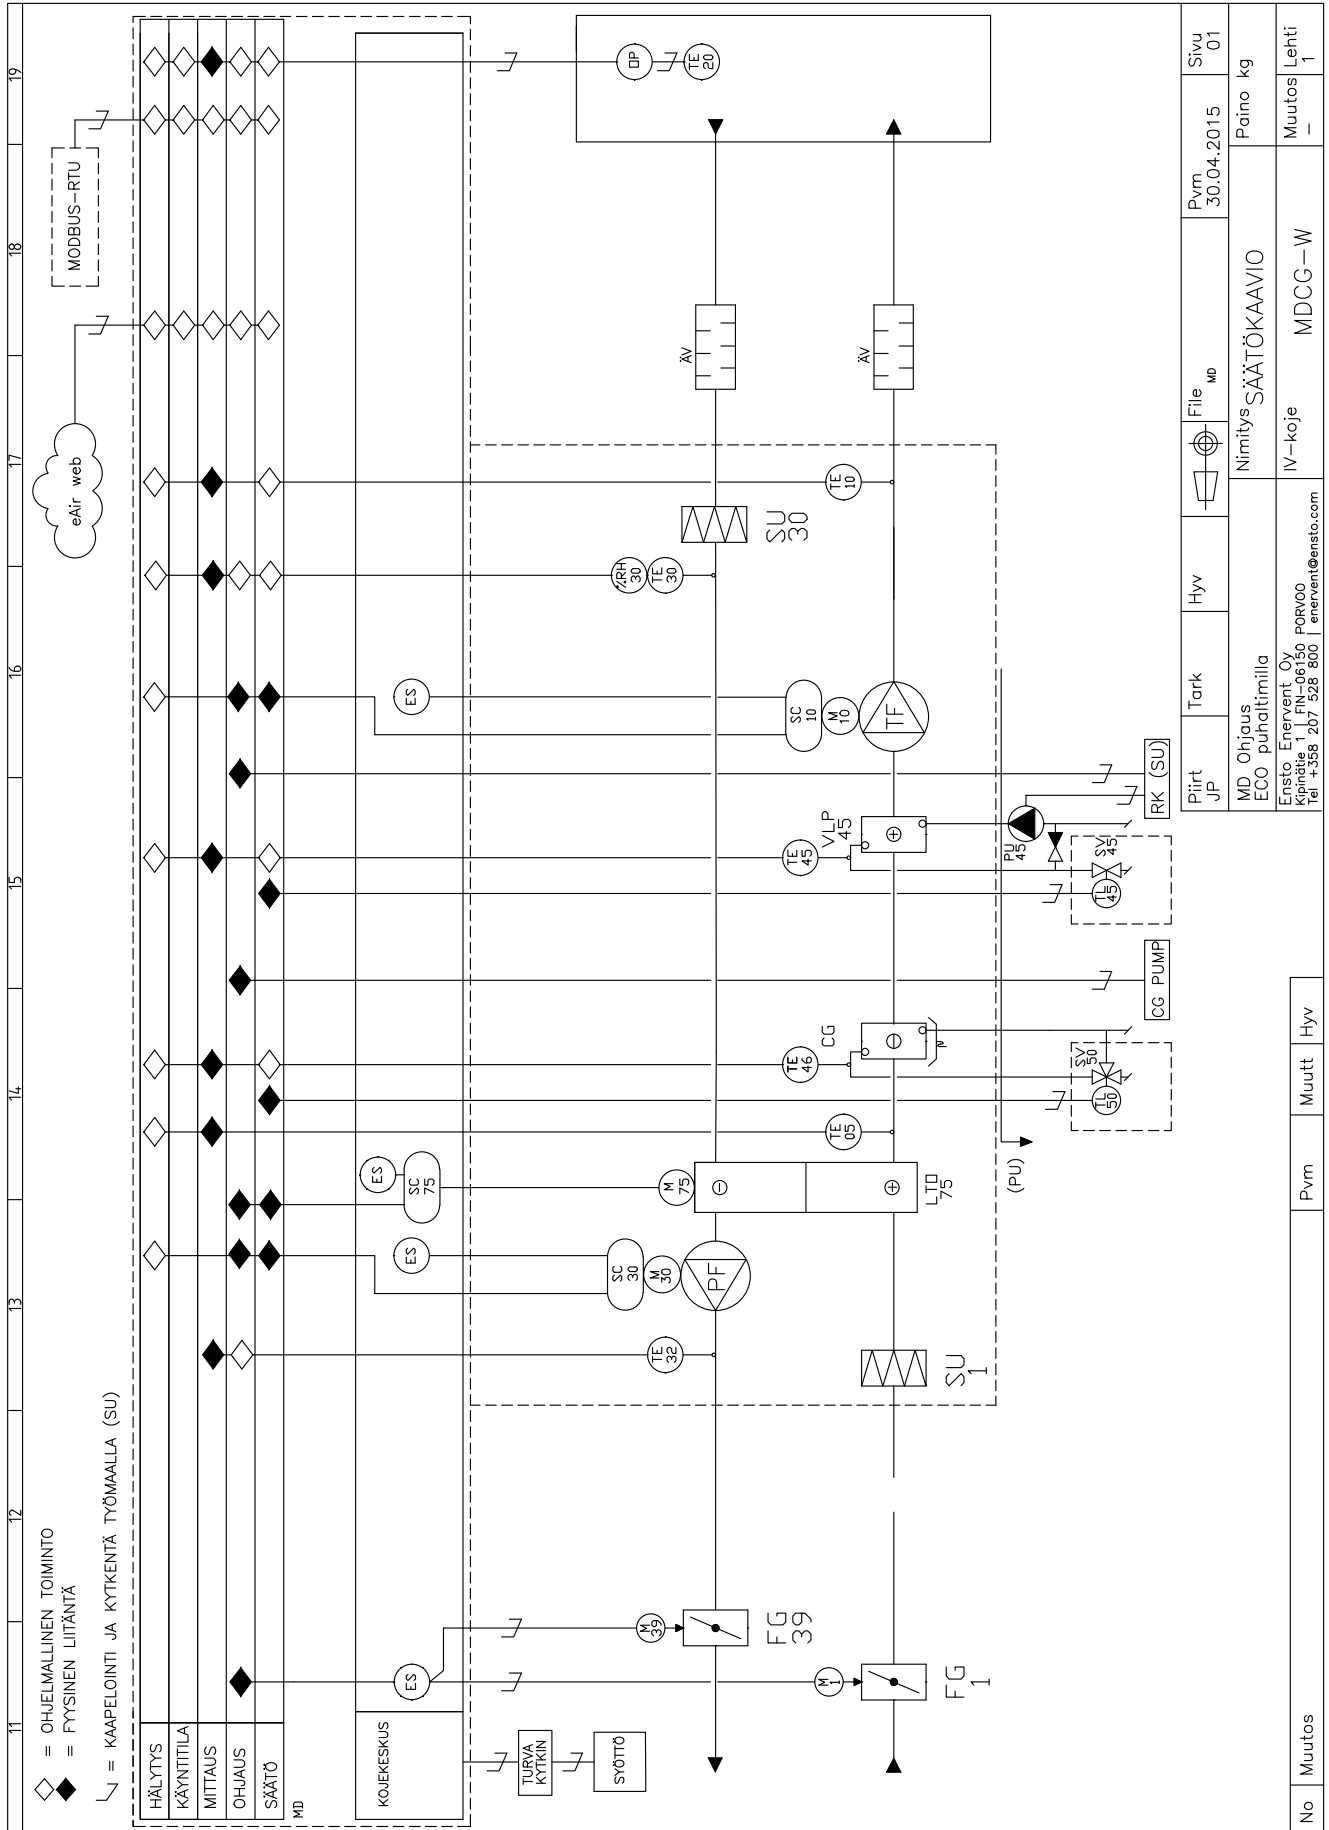 11
12
13
14
15
16
17
18
19
= OHJELMALLINEN TOIMINTO
= FYYSINEN LIITÄNTÄ
= KAAPELOINTI JA KYTKENTÄ TYÖMAALLA (SU)
eAir web
MODBUS-RTU
HÄLYTYS
KÄYNTITILA
MITTAUS
OHJAUS
SÄÄTÖ
MD
KOJEKESKUS
TURVA
KYTKIN
SYÖTTÖ
ES
ES
ES
SC
75
ES
OP
TE
20
M
39
FG
39
TE
32
SC
30
M
30
PF
M
75
%RH
30
TE
30
SU
30
ÄV
M
1
FG
1
SU
1
LTO
75
TE
05
TE
46
CG
TE
45
VLP
45
SC
10
M
10
TF
TE
10
ÄV
(PU)
TL
50
SV
50
CG PUMP
TL
45
SV
45
PU
45
RK (SU)
Piirt
JP
Tark
Hyv
File MD
Pvm
30.04.2015
Sivu
01
MD Ohjaus
ECO puhaltimilla
Nimitys SÄÄTÖKAAVIO
Paino kg
Ensto Enervent Oy
Kipinätie 1 | FIN-06150 PORVOO
Tel +358 207 528 800 | enervent@ensto.com
IV-koje MDCG-W
Muutos
–
Lehti
1
No
Muutos
Pvm
Muutt
Hyv